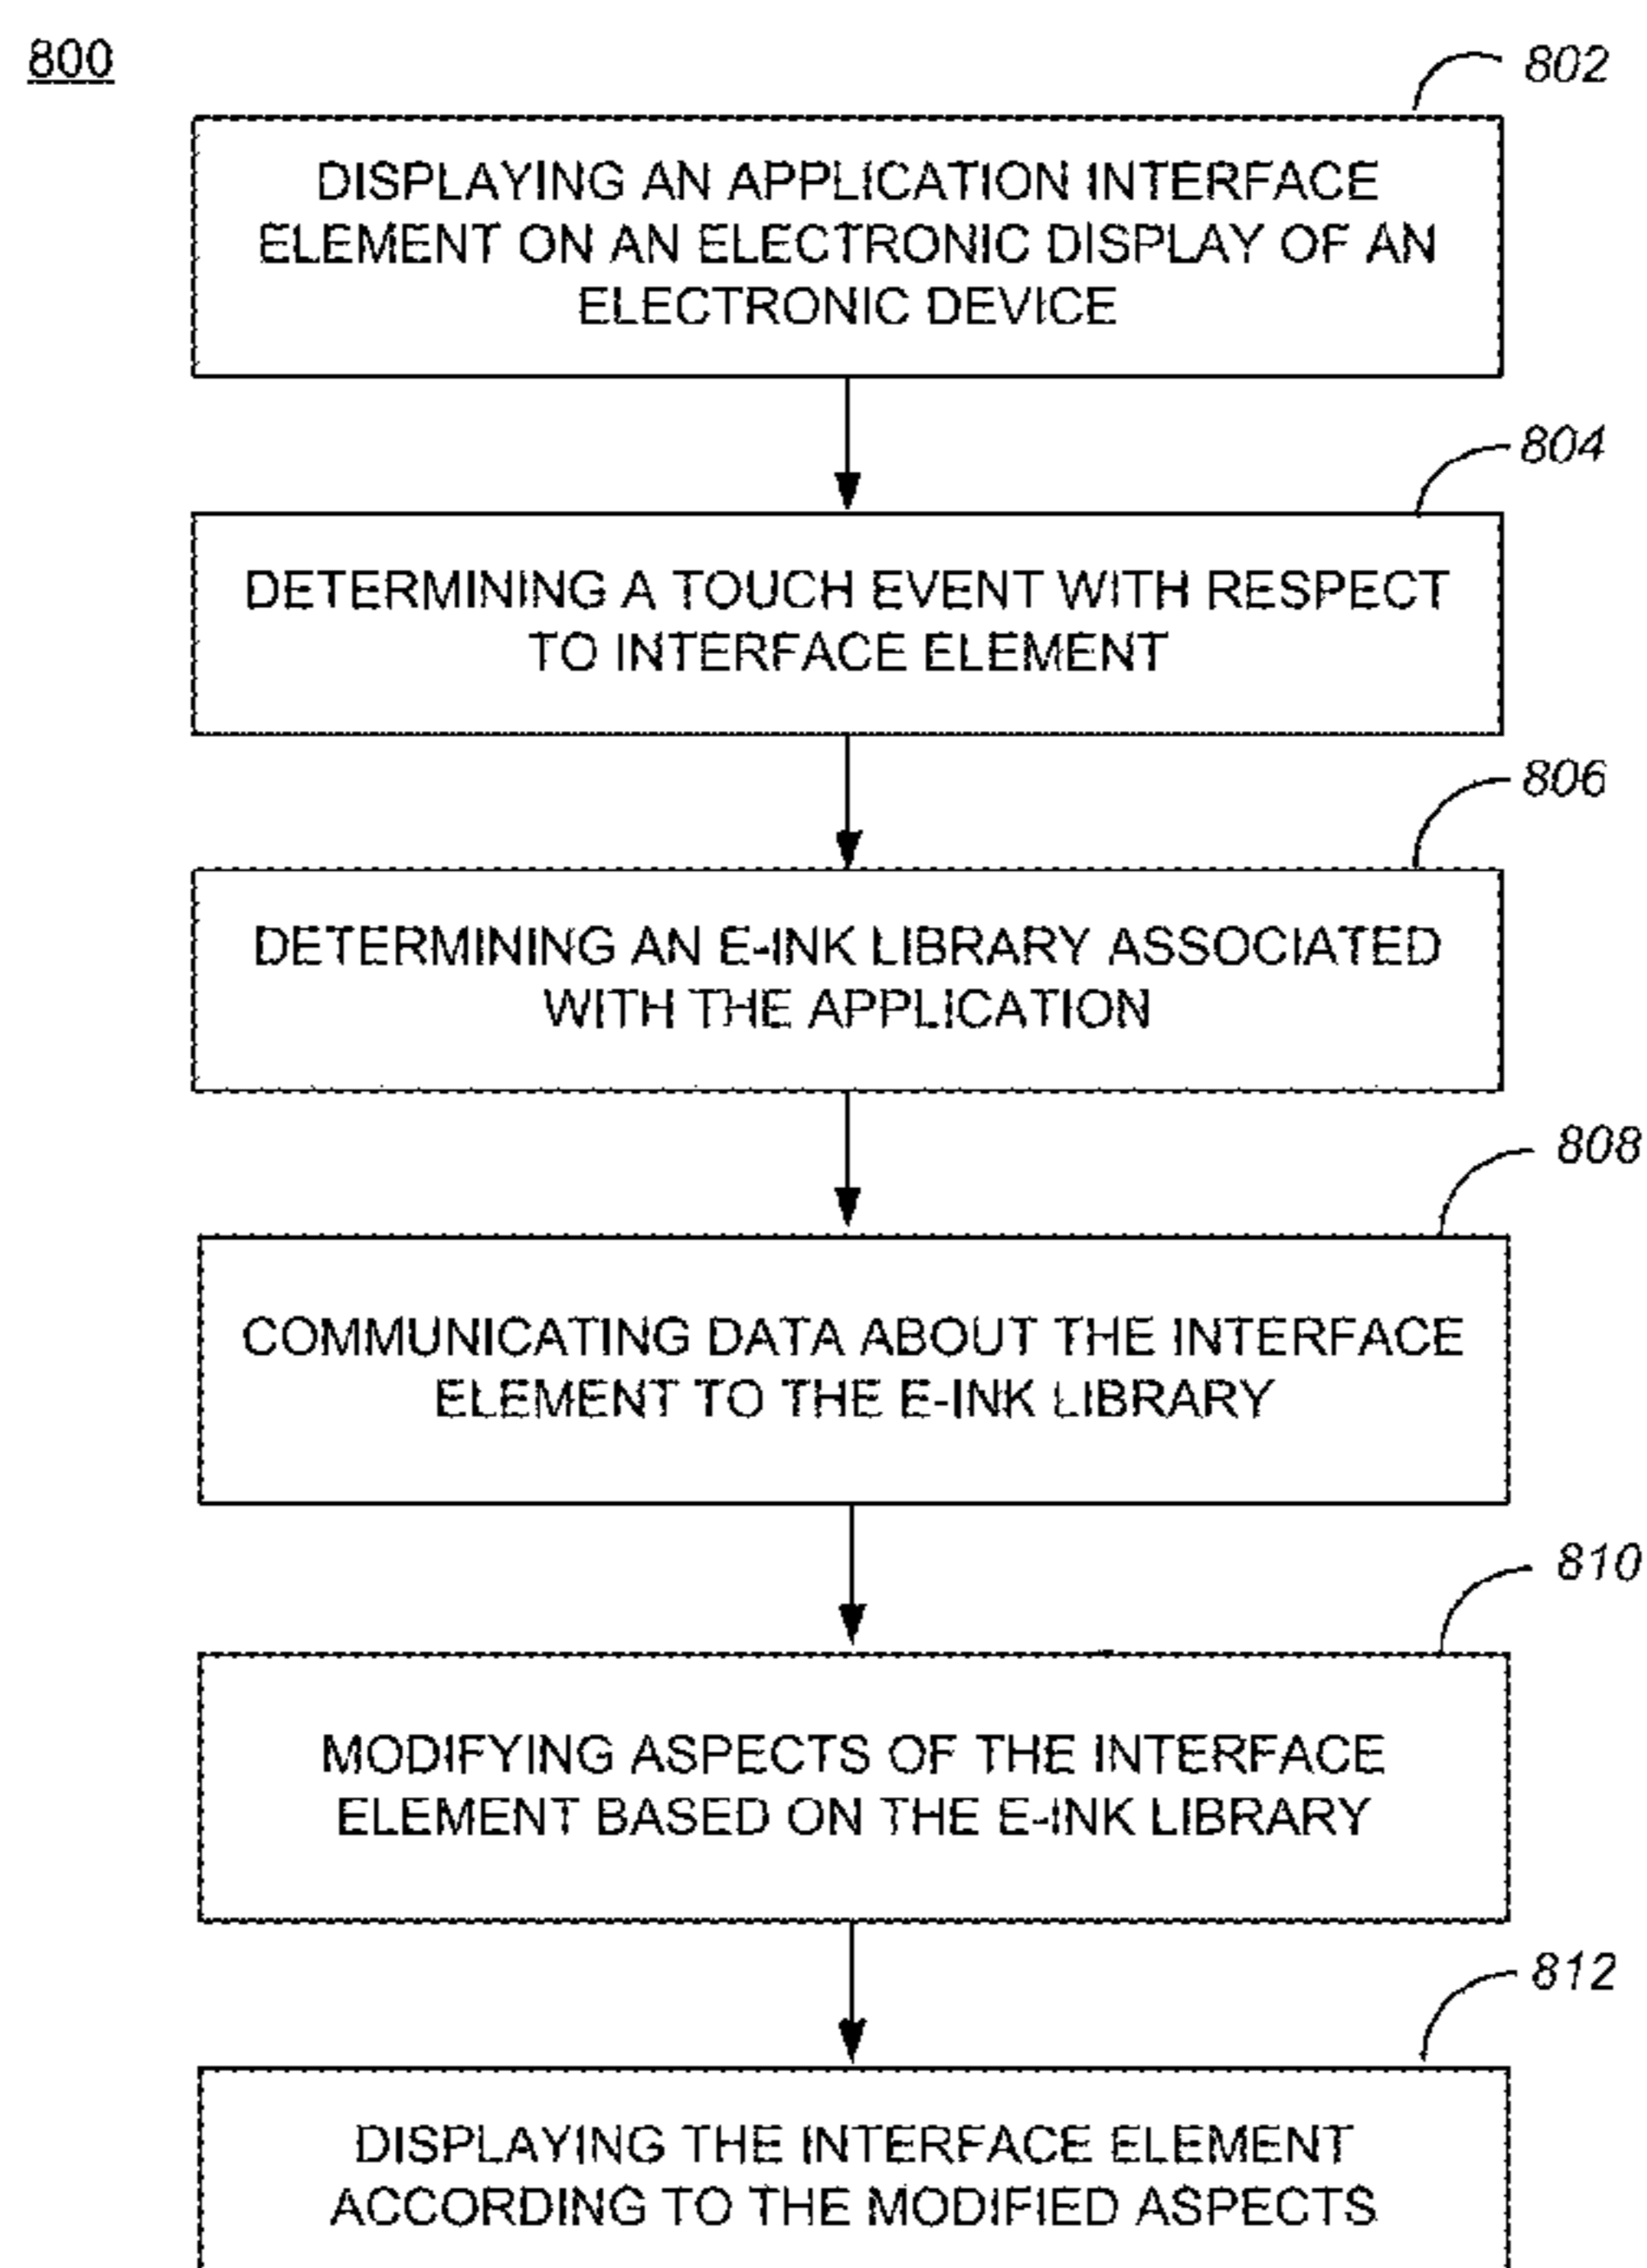 800
802
DISPLAYING AN APPLICATION INTERFACE
ELEMENT ON AN ELECTRONIC DISPLAY OF AN
ELECTRONIC DEVICE
804
DETERMINING A TOUCH EVENT WITH RESPECT
TO INTERFACE ELEMENT
806
DETERMINING AN E-INK LIBRARY ASSOCIATED
WITH THE APPLICATION
808
COMMUNICATING DATA ABOUT THE INTERFACE
ELEMENT TO THE E-INK LIBRARY
810
MODIFYING ASPECTS OF THE INTERFACE
ELEMENT BASED ON THE E-INK LIBRARY
812
DISPLAYING THE INTERFACE ELEMENT
ACCORDING TO THE MODIFIED ASPECTS